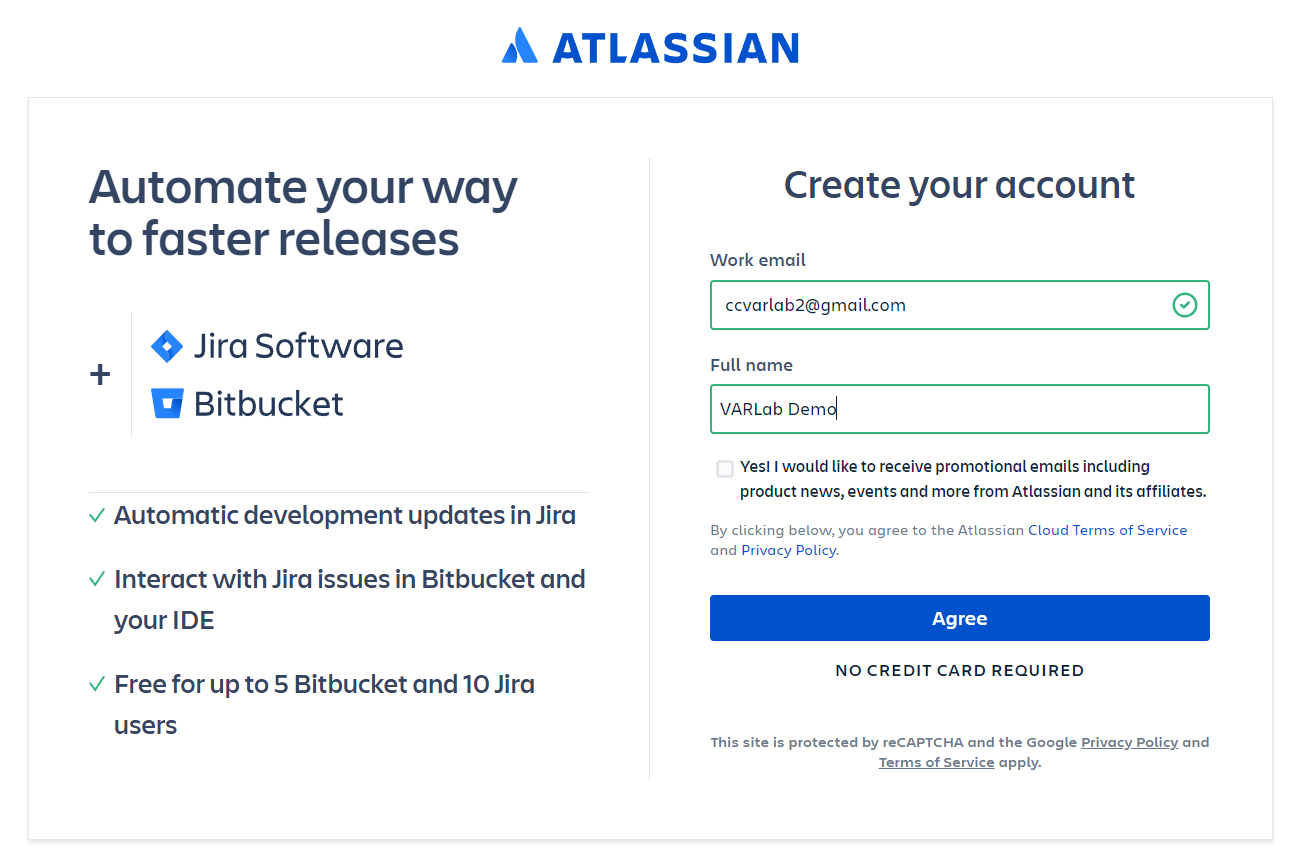 ATLASSIAN
Automate your way
to faster releases
+
Jira Software
Bitbucket
Automatic development updates in Jira
Interact with Jira issues in Bitbucket and
your IDE
Free for up to 5 Bitbucket and 10 Jira
users
Create your account
Work email
ccvarlab2@gmail.com
Full name
VARLab Demo
Yes! I would like to receive promotional emails including
product news, events and more from Atlassian and its affiliates.
By clicking below, you agree to the Atlassian Cloud Terms of Service
and Privacy Policy.
Agree
NO CREDIT CARD REQUIRED
This site is protected by reCAPTCHA and the Google Privacy Policy and
Terms of Service apply.